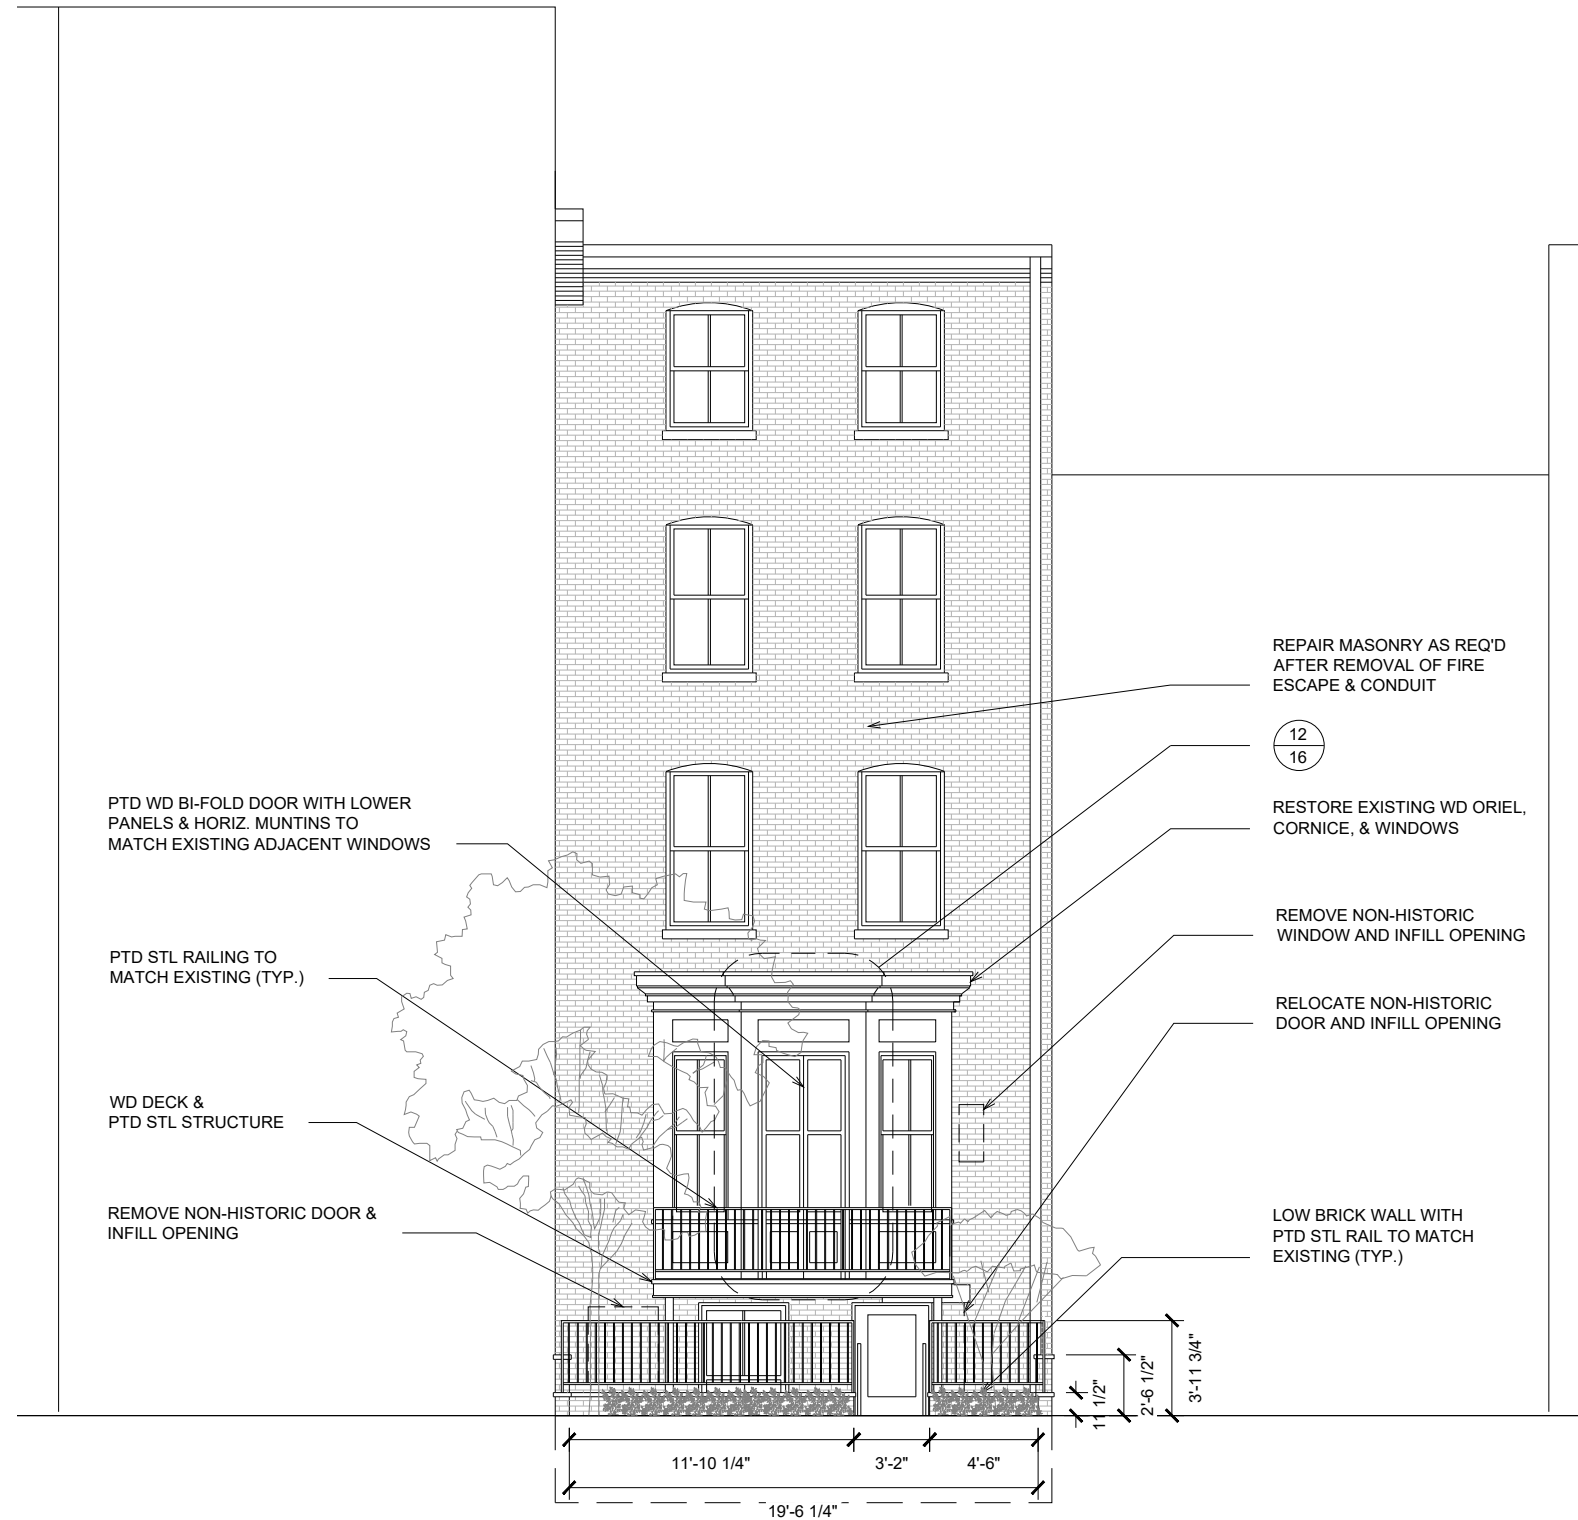 REPAIR MASONRY AS REQ'D
AFTER REMOVAL OF FIRE
ESCAPE & CONDUIT
12
16
PTD WD BI-FOLD DOOR WITH LOWER
PANELS & HORIZ. MUNTINS TO
MATCH EXISTING ADJACENT WINDOWS
RESTORE EXISTING WD ORIEL,
CORNICE, & WINDOWS
REMOVE NON-HISTORIC
WINDOW AND INFILL OPENING
PTD STL RAILING TO
MATCH EXISTING (TYP.)
RELOCATE NON-HISTORIC
DOOR AND INFILL OPENING
WD DECK &
PTD STL STRUCTURE
REMOVE NON-HISTORIC DOOR &
INFILL OPENING
LOW BRICK WALL WITH
PTD STL RAIL TO MATCH
EXISTING (TYP.)
11 1/2"
2'-6 1/2"
3'-11 3/4"
11'-10 1/4"
3'-2"
4'-6"
19'-6 1/4"